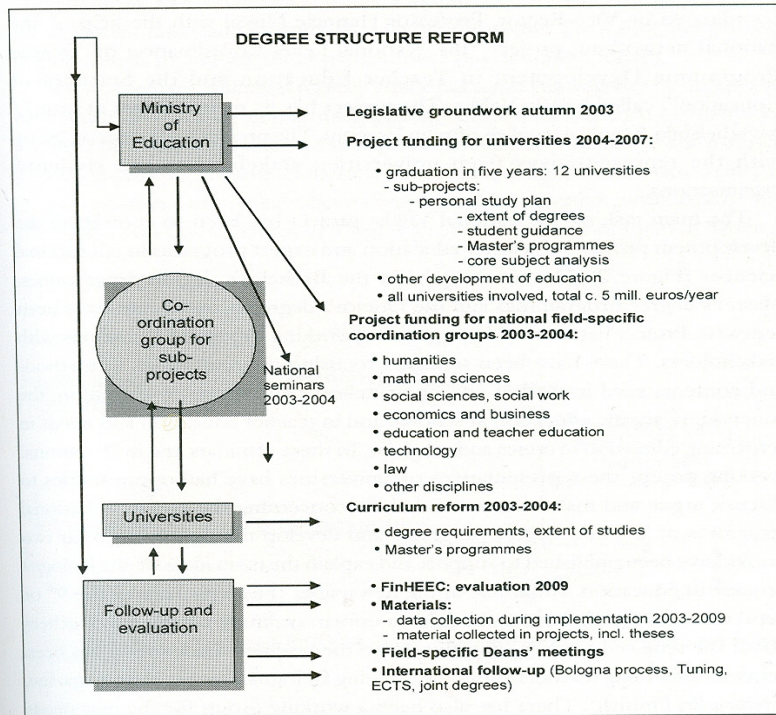 DEGREE STRUCTURE REFORM
Ministry
of
Education
Legislative groundwork autumn 2003
Project funding for universities 2004-2007:
• graduation in five years: 12 universities
- sub-projects:
- personal study plan
- extent of degrees
- student guidance
- Master's programmes
- core subject analysis
• other development of education
• all universities involved, total c. 5 mill. euros/year
Co-
ordination
group for
sub-
projects
National
seminars
2003-2004
Project funding for national field-specific
coordination groups 2003-2004:
• humanities
• math and sciences
• social sciences, social work
• economics and business
• education and teacher education
• technology
• law
• other disciplines
Universities
Curriculum reform 2003-2004:
• degree requirements, extent of studies
• Master's programmes
Follow-up and
evaluation
• FinHEEC: evaluation 2009
• Materials:
- data collection during implementation 2003-2009
- material collected in projects, incl. theses
• Field-specific Deans' meetings
• International follow-up (Bologna process, Tuning,
ECTS, joint degrees)